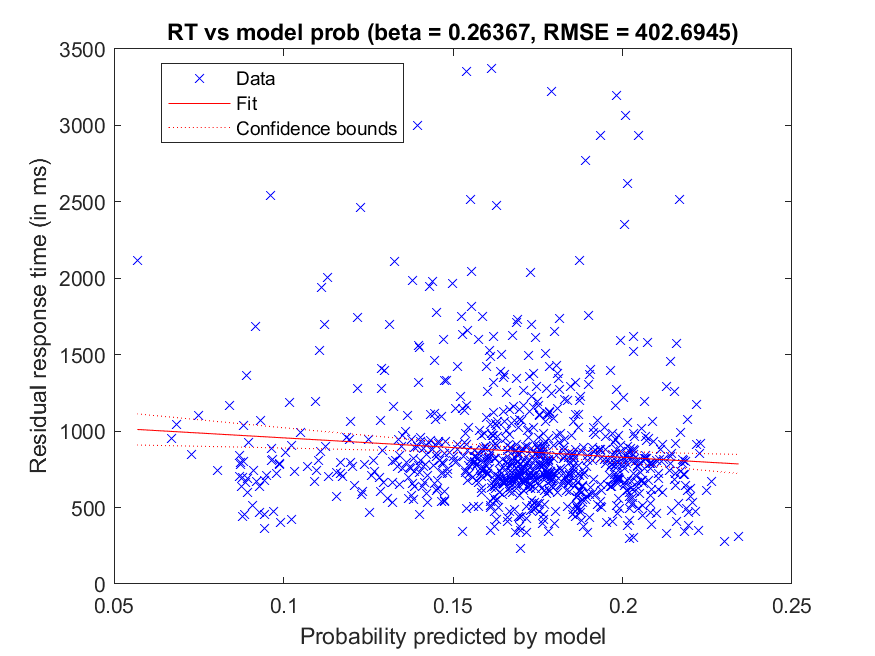 RT vs model prob (beta = 0.26367, RMSE = 402.6945)
3500
3000
2500
2000
1500
1000
500
0
Residual response time (in ms)
Data
Fit
Confidence bounds
0.05
0.1
0.15
0.2
0.25
Probability predicted by model